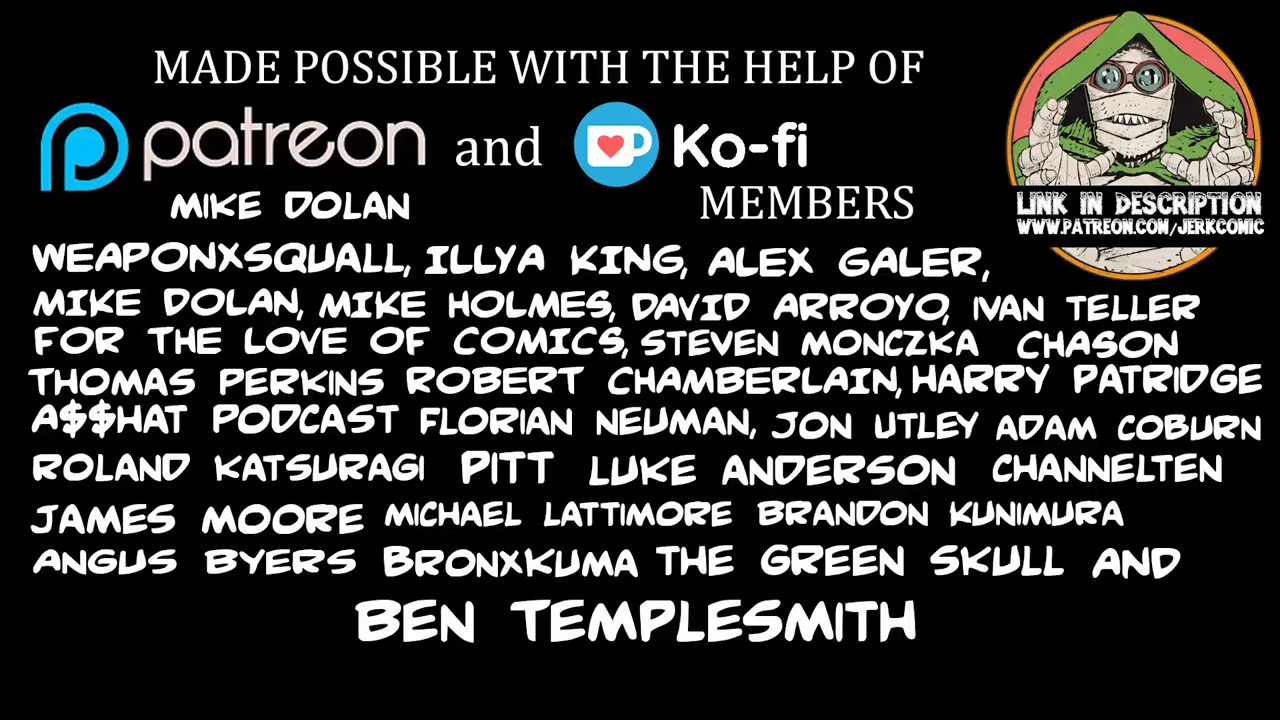 MADE POSSIBLE WITH THE HELP OF
patreon and Ko-fi
MIKE DOLAN
MEMBERS
LINK IN DESCRIPTION
WWW.PATREON.COM/JERKCOMIC
WEAPONXSQUALL, ILLYA KING, ALEX GALER,
MIKE DOLAN, MIKE HOLMES, DAVID ARROYO, IVAN TELLER
FOR THE LOVE OF COMICS, STEVEN MONCZKA CHASON
THOMAS PERKINS ROBERT CHAMBERLAIN, HARRY PATRIDGE
A$$HAT PODCAST FLORIAN NEUMAN, JON UTLEY ADAM COBURN
ROLAND KATSURAGI PITT LUKE ANDERSON CHANNELTEN
JAMES MOORE MICHAEL LATTIMORE BRANDON KUNIMURA
ANGUS BYERS BRONXKUMA THE GREEN SKULL AND
BEN TEMPLESMITH